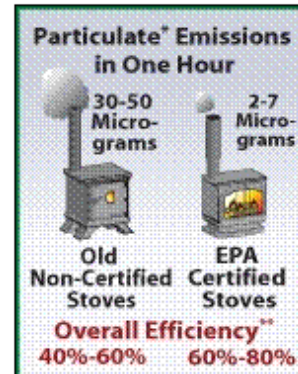 Particulate* Emissions
in One Hour
30-50
Micro-
grams
2-7
Micro-
grams
Old
Non-Certified
Stoves
EPA
Certified
Stoves
Overall Efficiency**
40%-60% 60%-80%